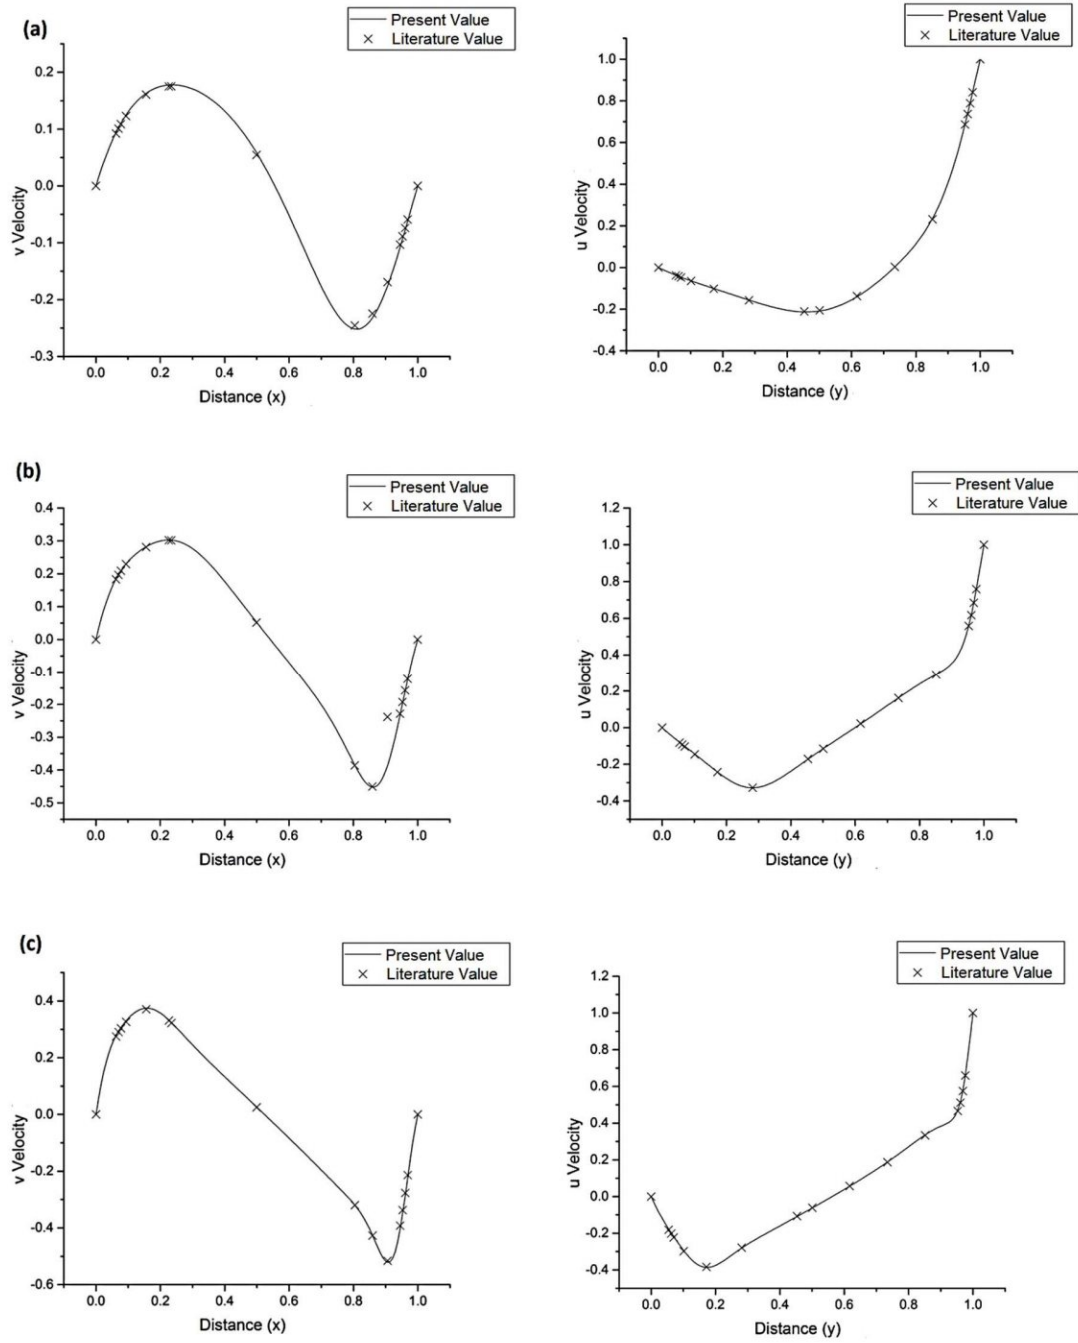 (a)
Present Value
Literature Value
0.2
0.1
0.0
-0.1
-0.2
-0.3
v Velocity
0.0 0.2 0.4 0.6 0.8 1.0
Distance (x)
Present Value
Literature Value
1.0
0.8
0.6
0.4
0.2
0.0
-0.2
-0.4
u Velocity
0.0 0.2 0.4 0.6 0.8 1.0
Distance (y)
(b)
Present Value
Literature Value
0.4
0.3
0.2
0.1
0.0
-0.1
-0.2
-0.3
-0.4
-0.5
v Velocity
0.0 0.2 0.4 0.6 0.8 1.0
Distance (x)
Present Value
Literature Value
1.2
1.0
0.8
0.6
0.4
0.2
0.0
-0.2
-0.4
u Velocity
0.0 0.2 0.4 0.6 0.8 1.0
Distance (y)
(c)
Present Value
Literature Value
0.4
0.2
0.0
-0.2
-0.4
-0.6
v Velocity
0.0 0.2 0.4 0.6 0.8 1.0
Distance (x)
Present Value
Literature Value
1.2
1.0
0.8
0.6
0.4
0.2
0.0
-0.2
-0.4
u Velocity
0.0 0.2 0.4 0.6 0.8 1.0
Distance (y)